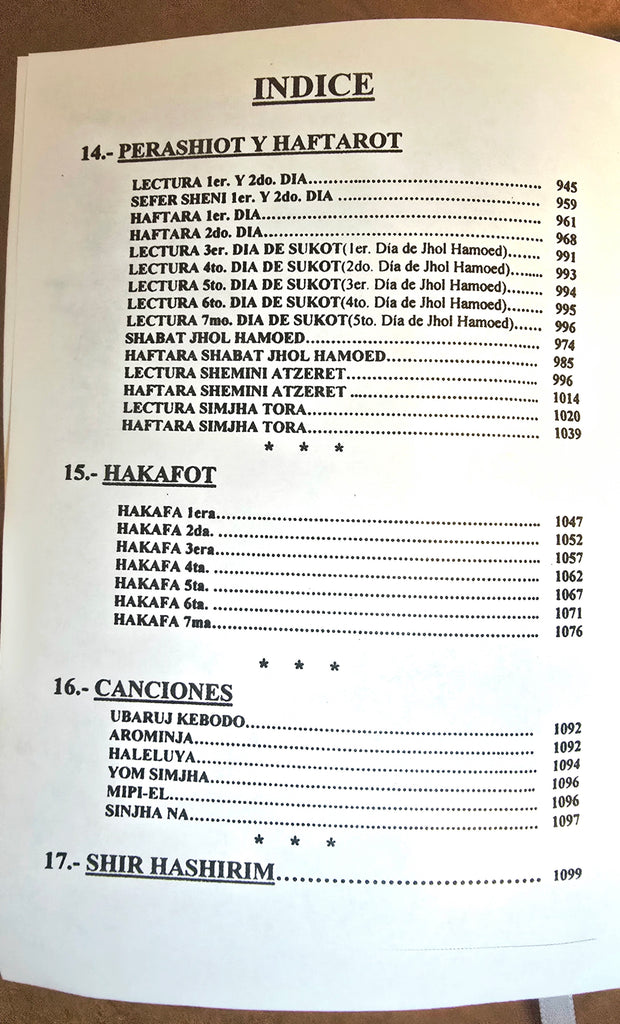 INDICE
14.- PERASHIOT Y HAFTAROT
LECTURA 1er. Y 2do. DIA........................................................ 945
SEFER SHENI 1er. Y 2do. DIA ................................................ 959
HAFTARA 1er. DIA................................................................ 961
HAFTARA 2do. DIA................................................................ 968
LECTURA 3er. DIA DE SUKOT(1er. Día de Jhol Hamoed)....... 991
LECTURA 4to. DIA DE SUKOT(2do. Día de Jhol Hamoed)....... 993
LECTURA 5to. DIA DE SUKOT(3er. Día de Jhol Hamoed)....... 994
LECTURA 6to. DIA DE SUKOT(4to. Día de Jhol Hamoed)....... 995
LECTURA 7mo. DIA DE SUKOT(5to. Día de Jhol Hamoed)...... 996
SHABAT JHOL HAMOED........................................................ 974
HAFTARA SHABAT JHOL HAMOED........................................ 985
LECTURA SHEMINI ATZERET................................................ 996
HAFTARA SHEMINI ATZERET ............................................... 1014
LECTURA SIMJHA TORA........................................................ 1020
HAFTARA SIMJHA TORA........................................................ 1039
* * *
15.- HAKAFOT
HAKAFA 1era........................................................................ 1047
HAKAFA 2da. ........................................................................ 1052
HAKAFA 3era........................................................................ 1057
HAKAFA 4ta. ........................................................................ 1062
HAKAFA 5ta. ........................................................................ 1067
HAKAFA 6ta. ........................................................................ 1071
HAKAFA 7ma........................................................................ 1076
* * *
16.- CANCIONES
UBARUJ KEBODO................................................................ 1092
AROMINJA........................................................................ 1092
HALELUYA........................................................................ 1094
YOM SIMJHA........................................................................ 1096
MIPI-EL............................................................................ 1096
SINJHA NA........................................................................ 1097
* * *
17.- SHIR HASHIRIM................................................ 1099